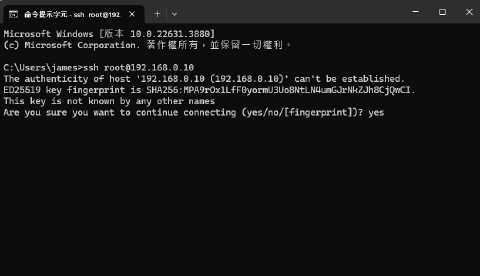 命令提示字元 - ssh root@192.
Microsoft Windows [版本 10.0.22631.3880]
(c) Microsoft Corporation. 著作權所有，並保留一切權利。
C:\Users\james>ssh root@192.168.0.10
The authenticity of host '192.168.0.10 (192.168.0.10)' can't be established.
ED25519 key fingerprint is SHA256:MPA9rOx1LfF0yormU3Uo8NtLN4umGJrNkZJh8CjQwCI.
This key is not known by any other names
Are you sure you want to continue connecting (yes/no/[fingerprint])? yes